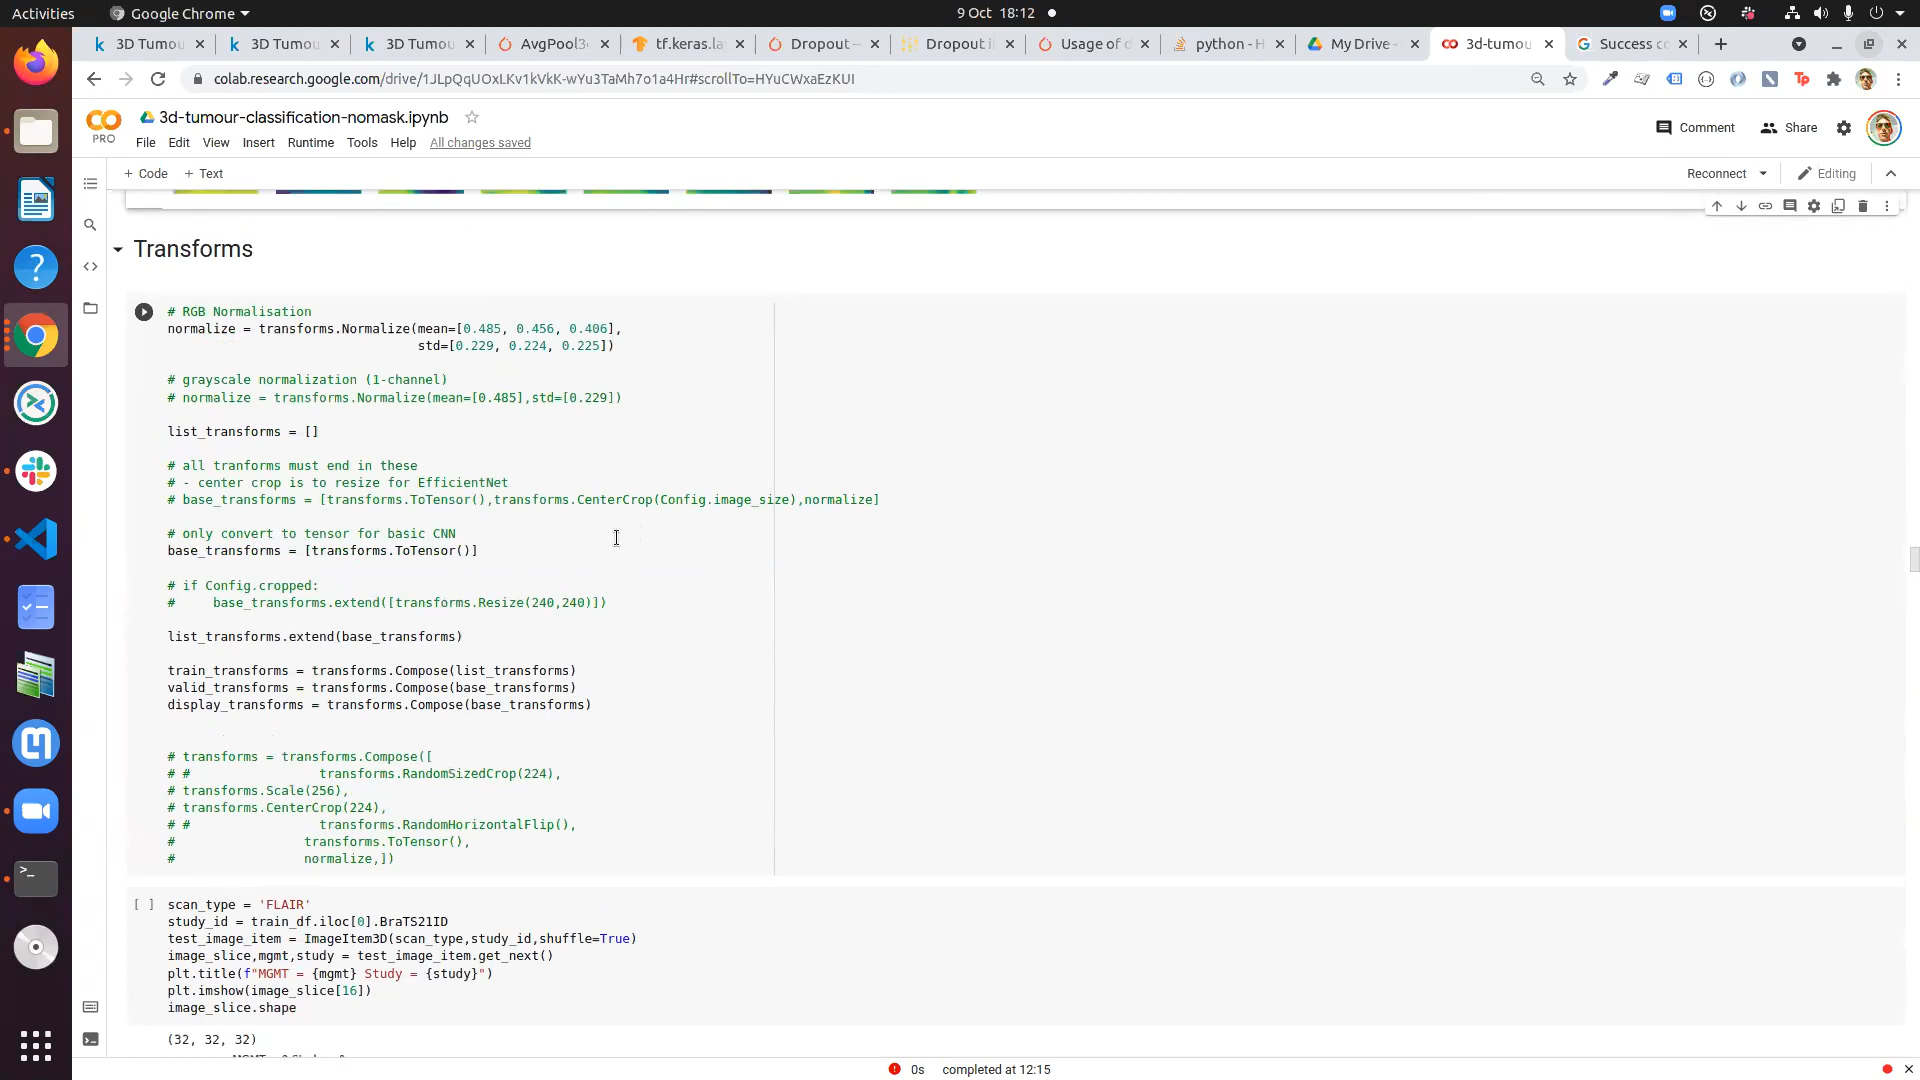 Activities
Google Chrome
9 Oct 18:12
3D Tumou
3D Tumou
3D Tumou
AvgPool3
tf.keras.la
Dropout –
Dropout i
Usage of d
python - H
My Drive -
3d-tumou
Success co
colab.research.google.com/drive/1JLpQqUOxLKv1kVkK-wYu3TaMh7o1a4Hr#scrollTo=HYuCWxaEzKUI
Tp
PRO
3d-tumour-classification-nomask.ipynb
File Edit View Insert Runtime Tools Help All changes saved
Comment
Share
+ Code + Text
Reconnect
Editing
Transforms
# RGB Normalisation
normalize = transforms.Normalize(mean=[0.485, 0.456, 0.406],
std=[0.229, 0.224, 0.225])
# grayscale normalization (1-channel)
# normalize = transforms.Normalize(mean=[0.485],std=[0.229])
list_transforms = []
# all tranforms must end in these
# - center crop is to resize for EfficientNet
# base_transforms = [transforms.ToTensor(),transforms.CenterCrop(Config.image_size),normalize]
# only convert to tensor for basic CNN
base_transforms = [transforms.ToTensor()]
# if Config.cropped:
#     base_transforms.extend([transforms.Resize(240,240)])
list_transforms.extend(base_transforms)
train_transforms = transforms.Compose(list_transforms)
valid_transforms = transforms.Compose(base_transforms)
display_transforms = transforms.Compose(base_transforms)
# transforms = transforms.Compose([
# #                 transforms.RandomSizedCrop(224),
# transforms.Scale(256),
# transforms.CenterCrop(224),
# #                 transforms.RandomHorizontalFlip(),
#                 transforms.ToTensor(),
#                 normalize,])
[ ]
scan_type = 'FLAIR'
study_id = train_df.iloc[0].BraTS21ID
test_image_item = ImageItem3D(scan_type,study_id,shuffle=True)
image_slice,mgmt,study = test_image_item.get_next()
plt.title(f"MGMT = {mgmt} Study = {study}")
plt.imshow(image_slice[16])
image_slice.shape
(32, 32, 32)
0s completed at 12:15